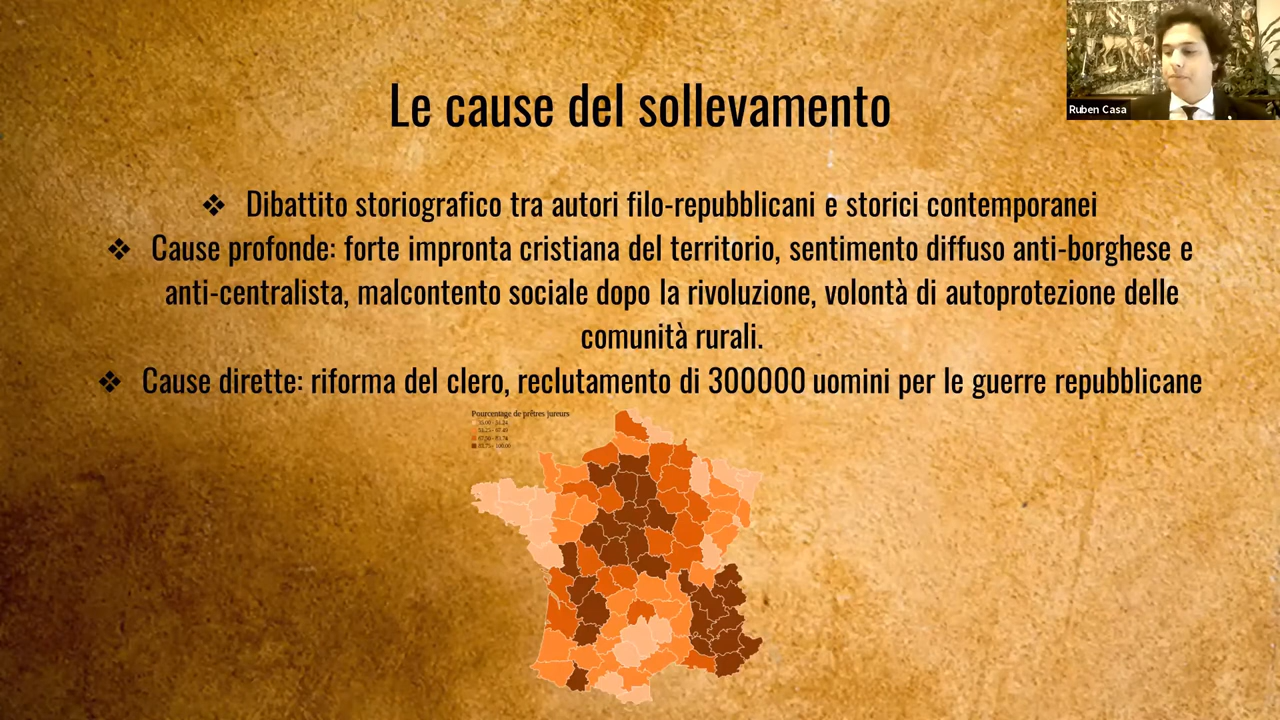 Le cause del sollevamento
Ruben Casa
❖ Dibattito storiografico tra autori filo-repubblicani e storici contemporanei
❖ Cause profonde: forte impronta cristiana del territorio, sentimento diffuso anti-borghese e
anti-centralista, malcontento sociale dopo la rivoluzione, volontà di autoprotezione delle
comunità rurali.
❖ Cause dirette: riforma del clero, reclutamento di 300000 uomini per le guerre repubblicane
Pourcentage de prêtres jureurs